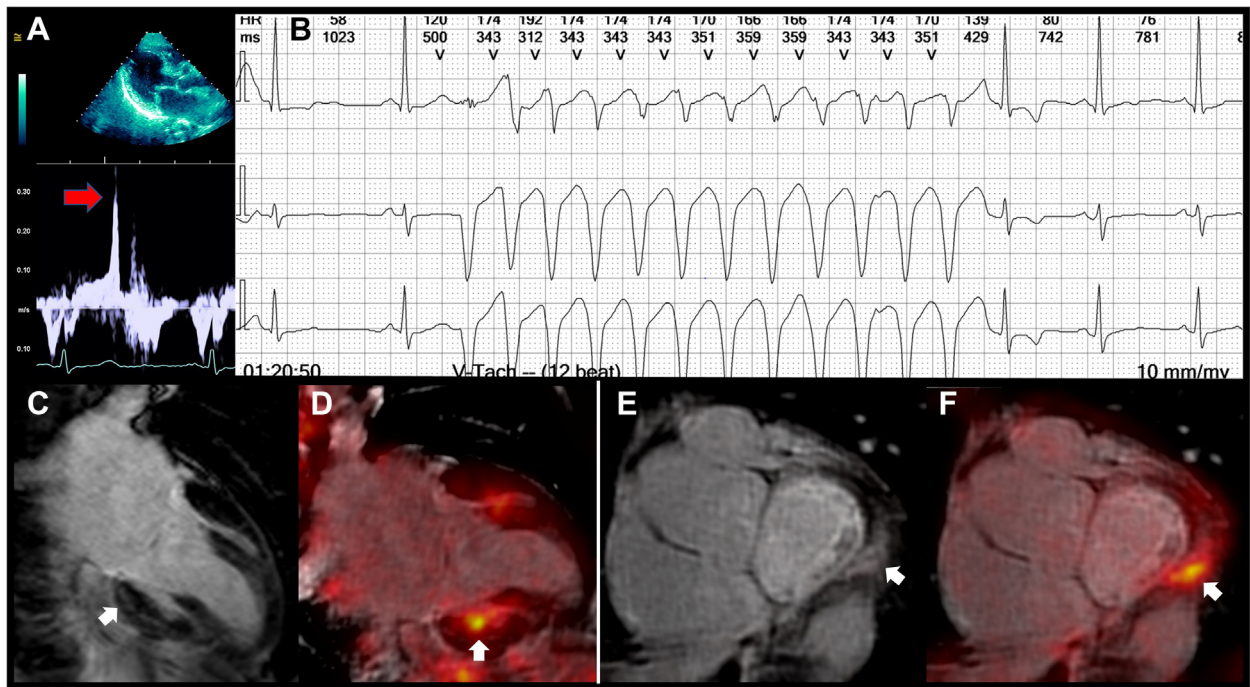 A
B
HR 58 120 174 192 174 174 174 170 166 166 174 174 170 139 80 76
ms 1023 500 343 312 343 343 343 351 359 359 343 343 351 429 742 781 8
V V V V V V V V V V V V
0.30
0.20
0.10
m/s
0.10
01:20:50 V-Tach -- (12 beat) 10 mm/mv
C
D
E
F